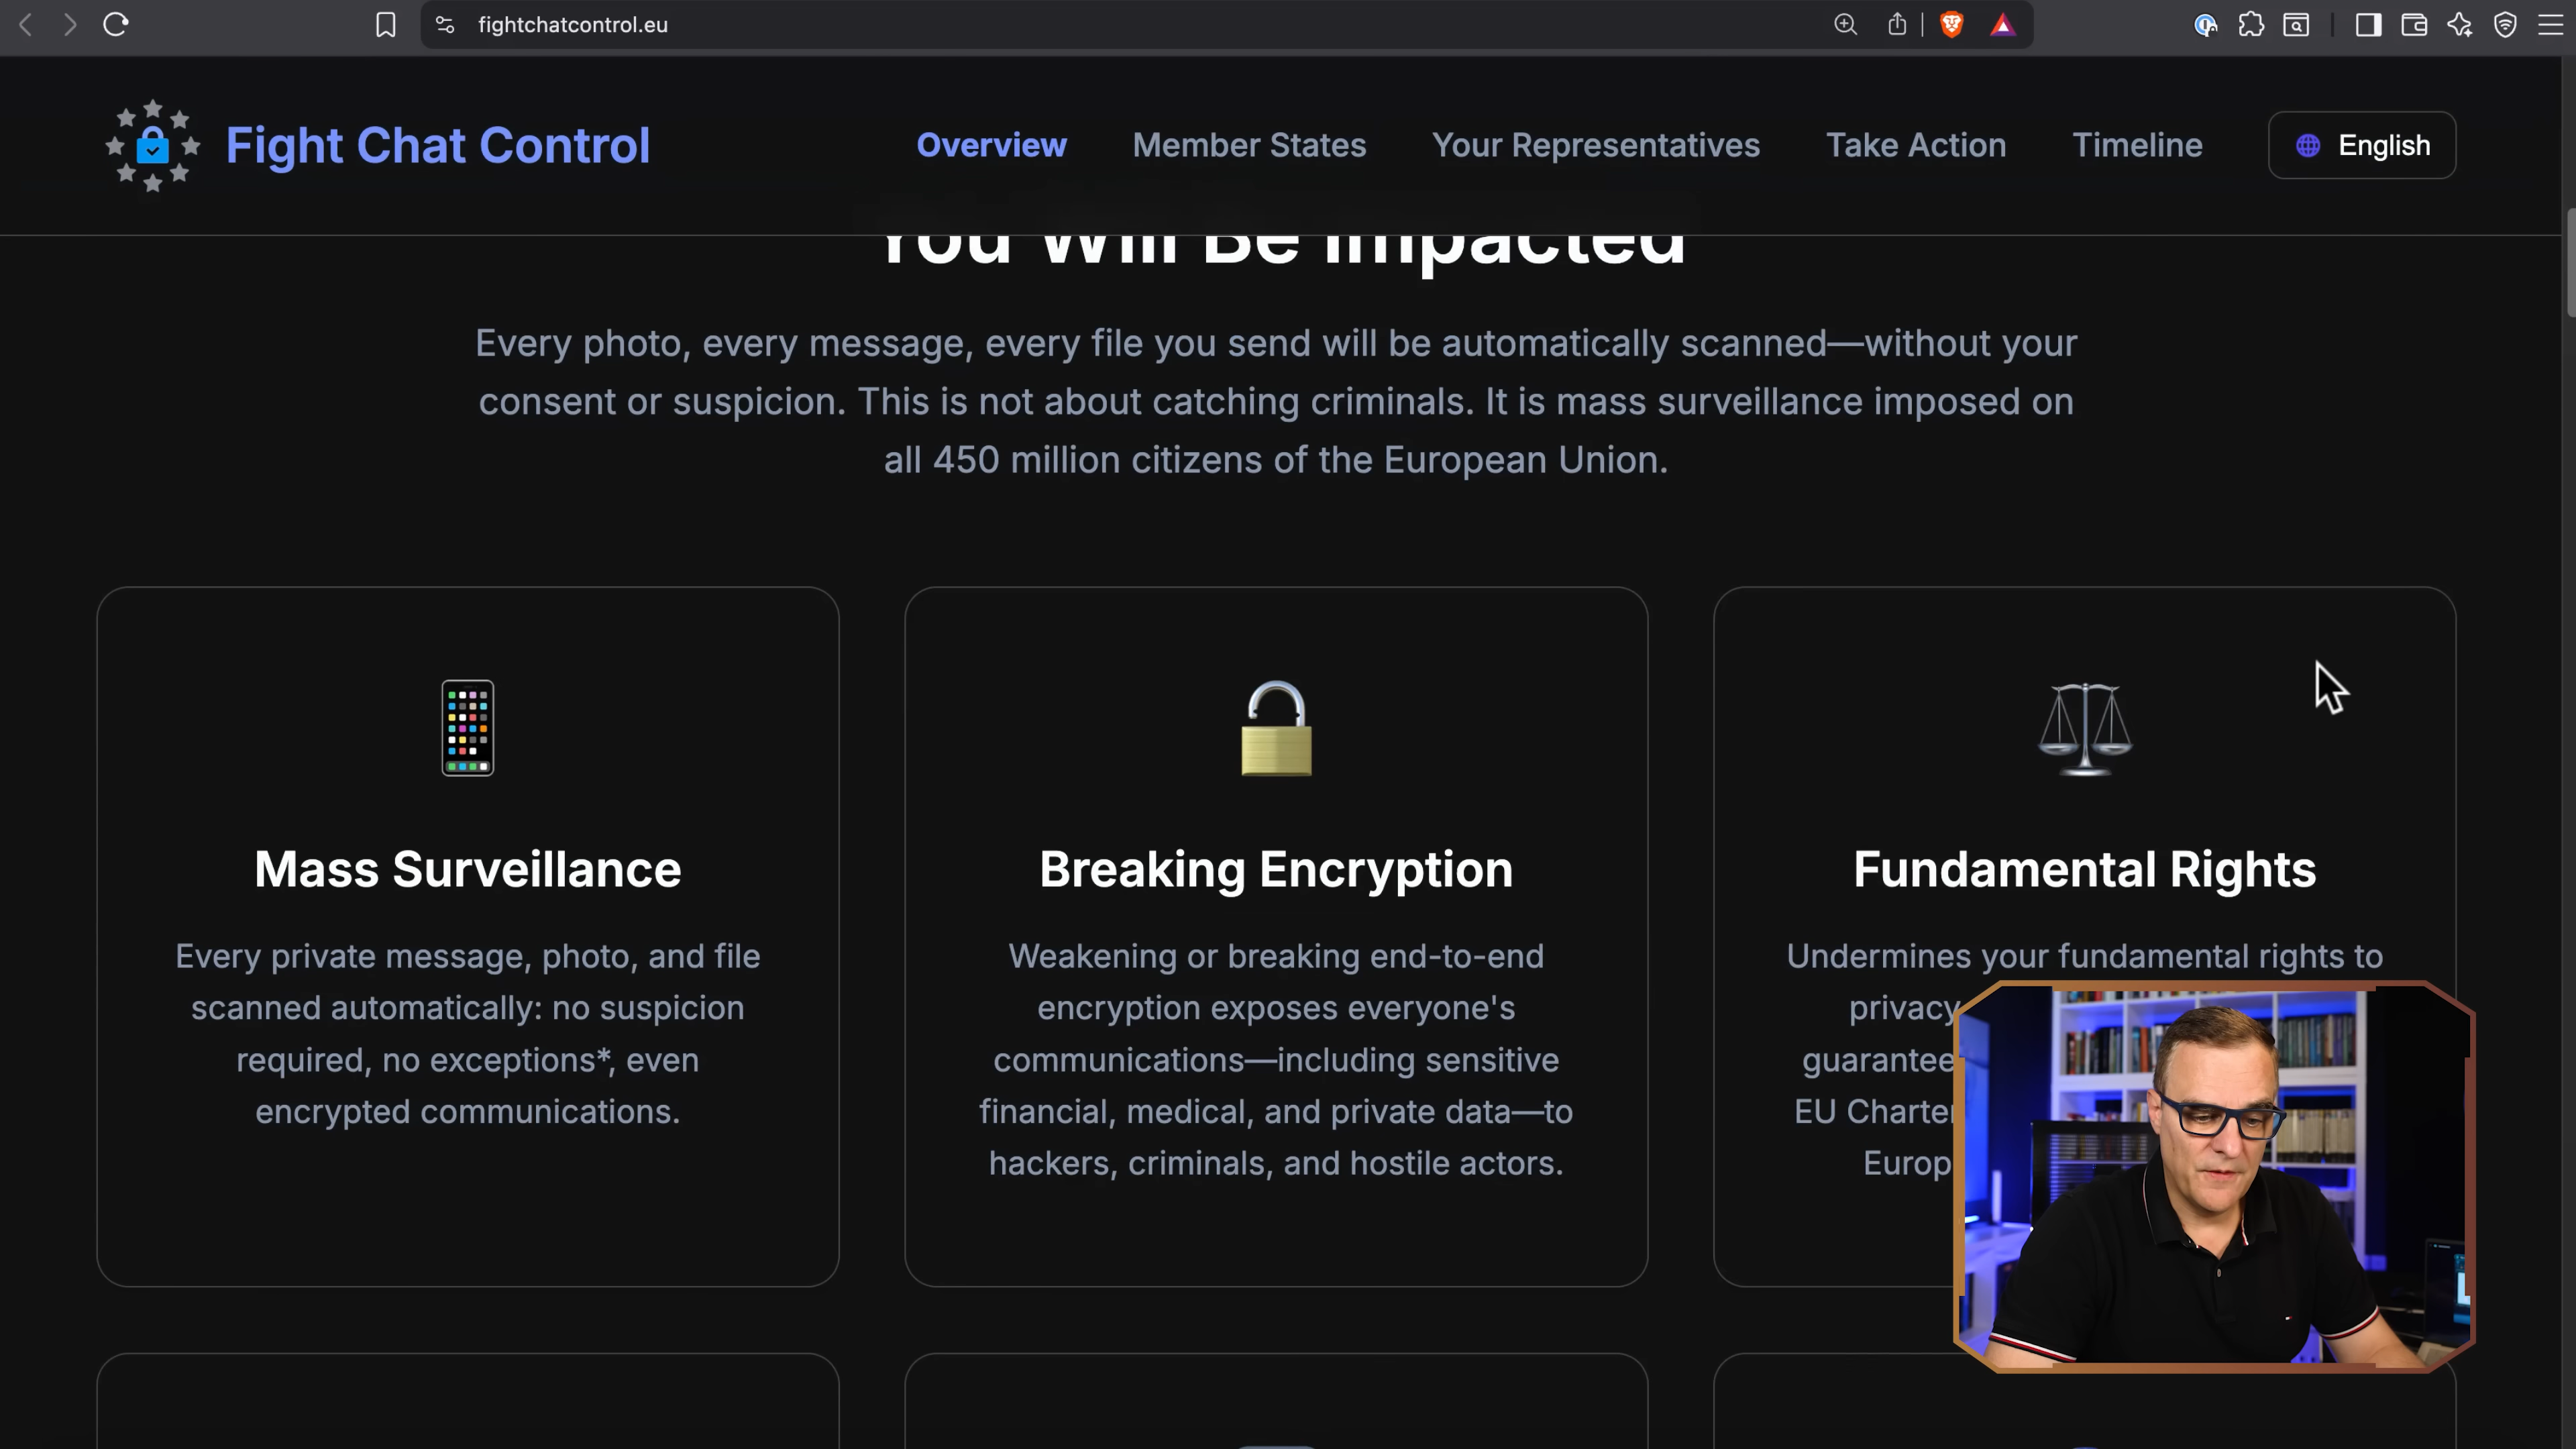 fightchatcontrol.eu
Fight Chat Control
Overview
Member States
Your Representatives
Take Action
Timeline
English
You Will Be Impacted
Every photo, every message, every file you send will be automatically scanned—without your
consent or suspicion. This is not about catching criminals. It is mass surveillance imposed on
all 450 million citizens of the European Union.
Mass Surveillance
Every private message, photo, and file
scanned automatically: no suspicion
required, no exceptions*, even
encrypted communications.
Breaking Encryption
Weakening or breaking end-to-end
encryption exposes everyone's
communications—including sensitive
financial, medical, and private data—to
hackers, criminals, and hostile actors.
Fundamental Rights
Undermines your fundamental rights to
privacy
guarantee
EU Charter
Europ